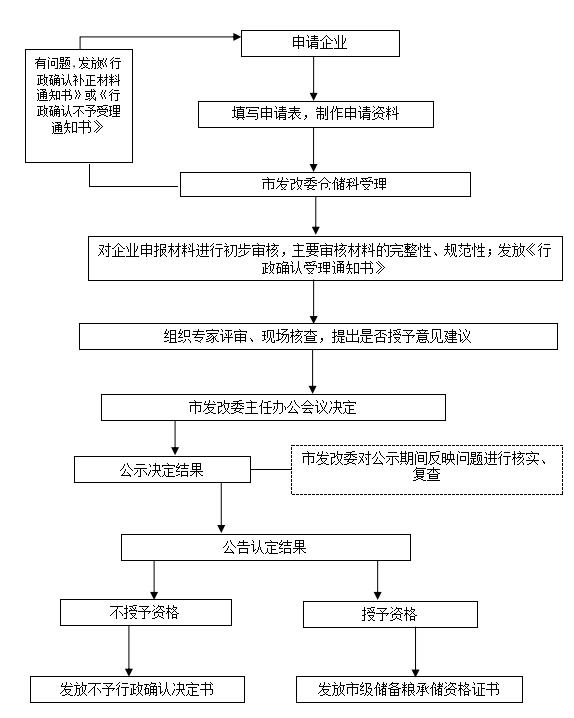 申请企业
有问题，发放《行
政确认补正材料
通知书》或《行
政确认不予受理
通知书》
填写申请表，制作申请资料
市发改委仓储科受理
对企业申报材料进行初步审核，主要审核材料的完整性、规范性；发放《行
政确认受理通知书》
组织专家评审、现场核查，提出是否授予意见建议
市发改委主任办公会议决定
公示决定结果
市发改委对公示期间反映问题进行核实、
复查
公告认定结果
不授予资格
授予资格
发放不予行政确认决定书
发放市级储备粮承储资格证书